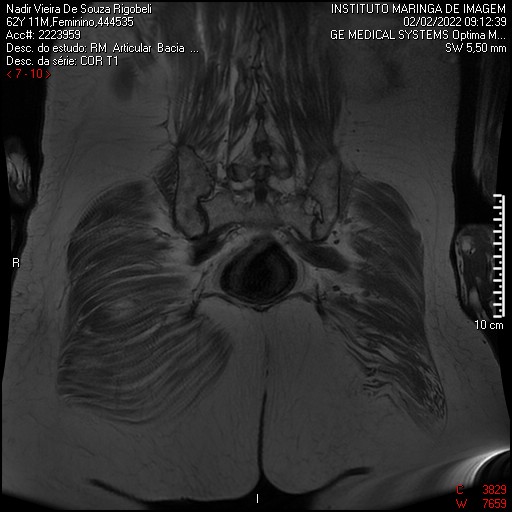 Nadir Vieira De Souza Rigobeli
62Y 11M,Feminino,444535
Acc#: 2223959
Desc. do estudo: RM Articular Bacia ...
Desc. da série: COR T1
< 7 - 10 >
INSTITUTO MARINGA DE IMAGEM
02/02/2022 09:12:39
GE MEDICAL SYSTEMS Optima M...
SW 5,50 mm
R
10 cm
I
C 3829
W 7659